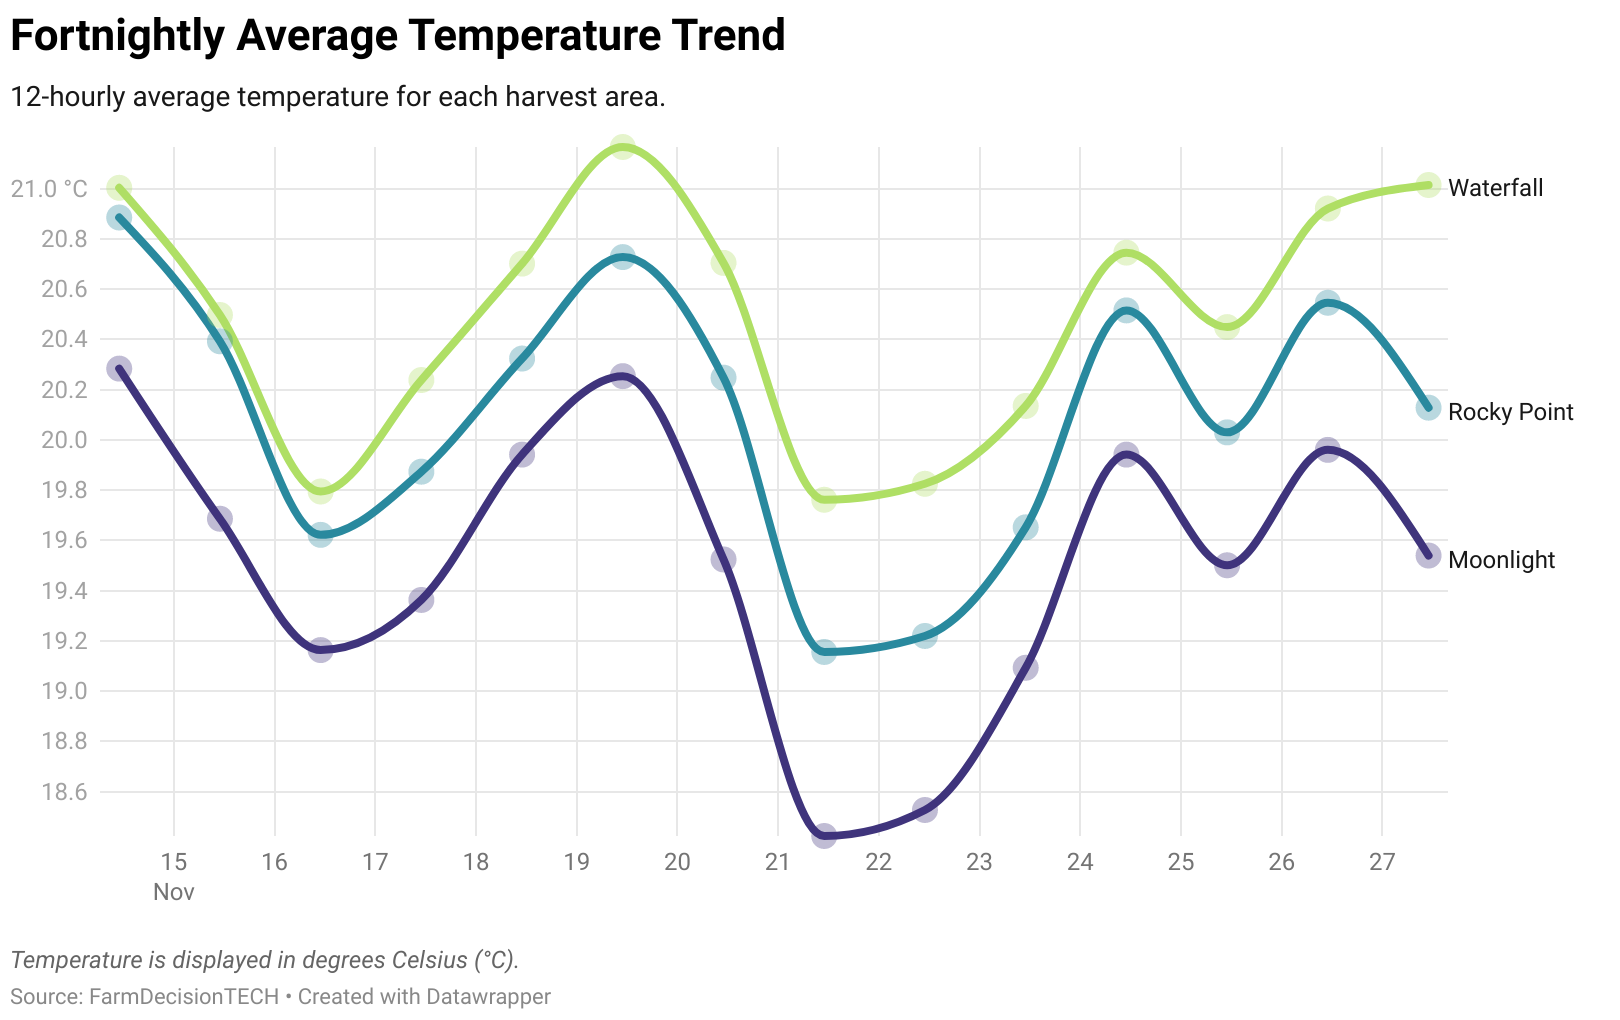 Fortnightly Average Temperature Trend
12-hourly average temperature for each harvest area.
21.0 °C
20.8
20.6
20.4
20.2
20.0
19.8
19.6
19.4
19.2
19.0
18.8
18.6
Waterfall
Rocky Point
Moonlight
15 16 17 18 19 20 21 22 23 24 25 26 27
Nov
Temperature is displayed in degrees Celsius (°C).
Source: FarmDecisionTECH • Created with Datawrapper